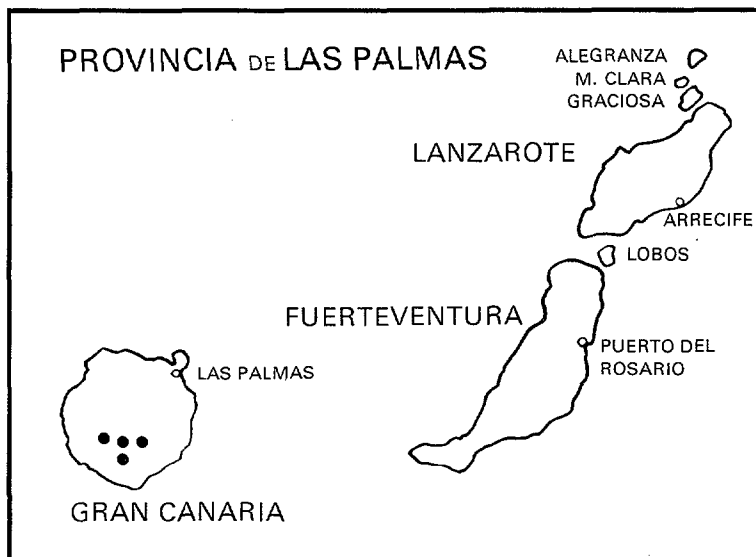 PROVINCIA DE LAS PALMAS
ALEGRANZA
M. CLARA
GRACIOSA
LANZAROTE
ARRECIFE
LOBOS
FUERTEVENTURA
PUERTO DEL
ROSARIO
LAS PALMAS
GRAN CANARIA